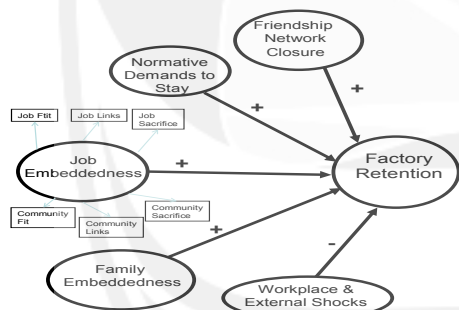 Friendship
Network
Closure
Normative
Demands to
Stay
+
+
Job Ftit
Job Links
Job
Sacrifice
Job
Embeddedness
+
Factory
Retention
Community
Fit
Community
Links
Community
Sacrifice
+
-
Family
Embeddedness
Workplace &
External Shocks